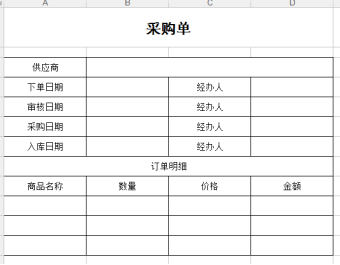 A B C D
采购单
供应商
下单日期 经办人
审核日期 经办人
采购日期 经办人
入库日期 经办人
订单明细
商品名称 数量 价格 金额